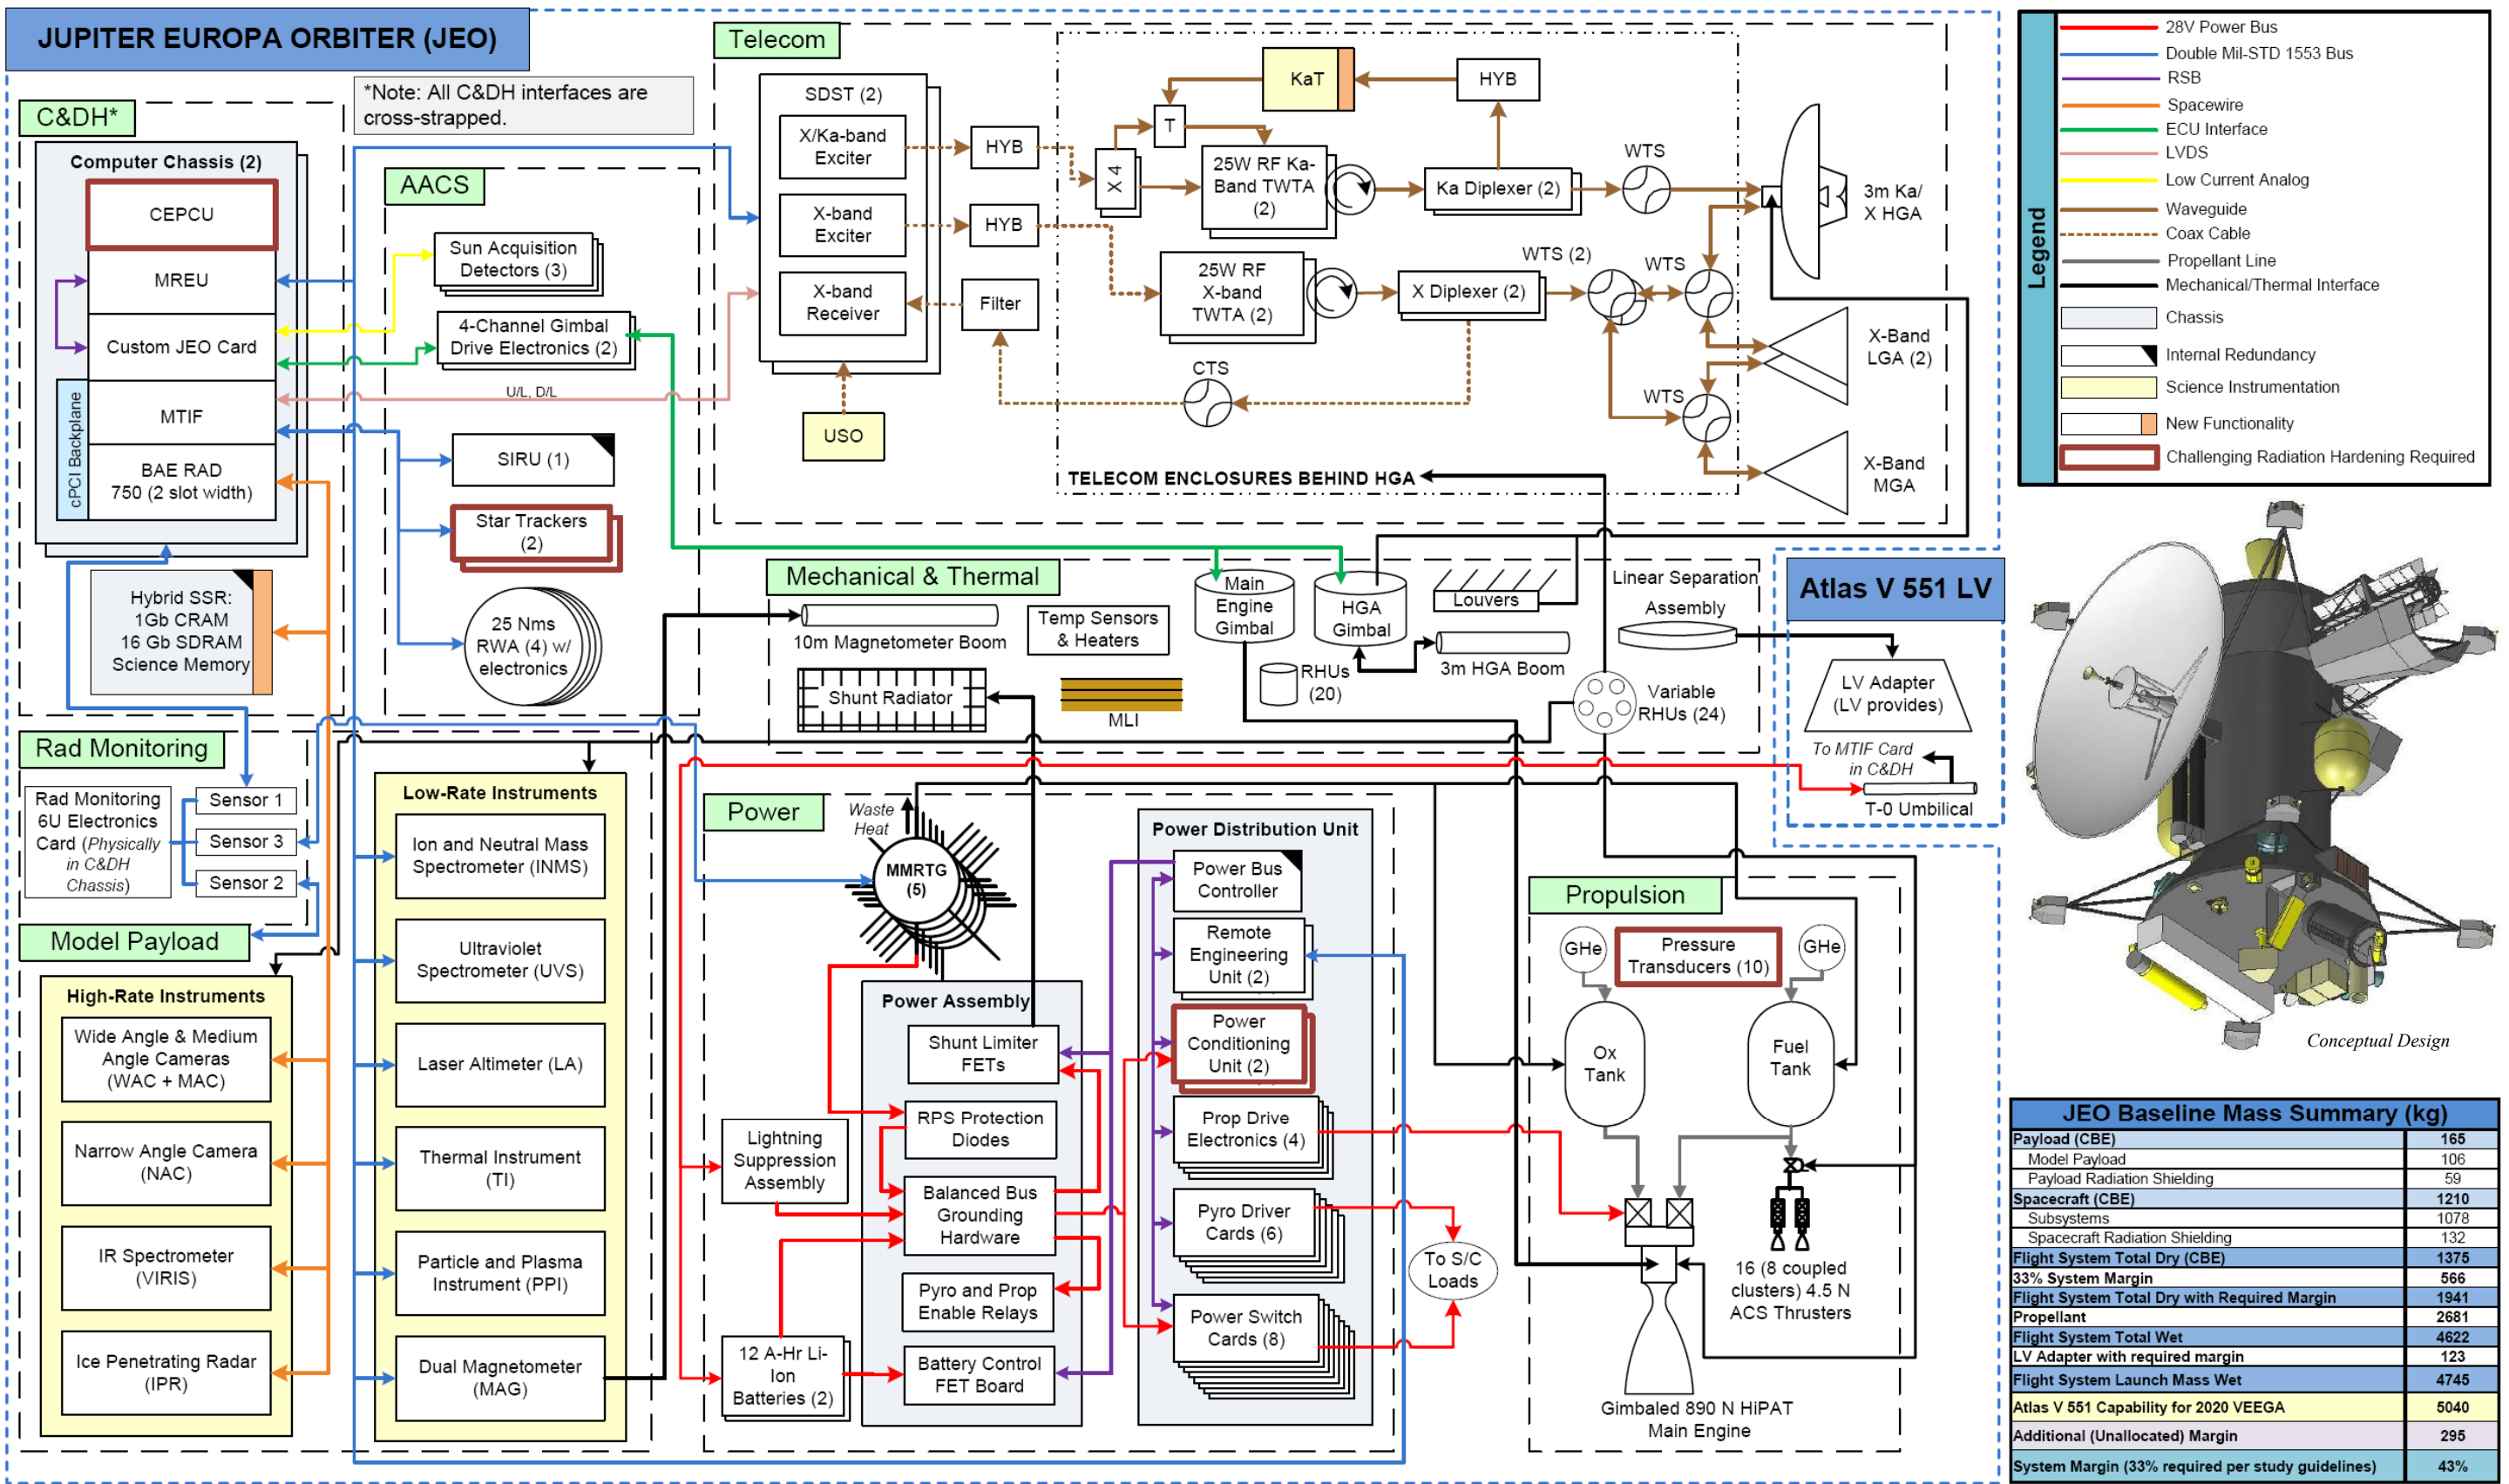 JUPITER EUROPA ORBITER (JEO)
*Note: All C&DH interfaces are
cross-strapped.
C&DH*
Computer Chassis (2)
CEPCU
MREU
Custom JEO Card
MTIF
BAE RAD
750 (2 slot width)
cPCI Backplane
Hybrid SSR:
1Gb CRAM
16 Gb SDRAM
Science Memory
AACS
Sun Acquisition
Detectors (3)
4-Channel Gimbal
Drive Electronics (2)
U/L, D/L
SIRU (1)
Star Trackers
(2)
25 Nms
RWA (4) w/
electronics
Telecom
SDST (2)
X/Ka-band
Exciter
X-band
Exciter
X-band
Receiver
USO
HYB
HYB
Filter
X 4
T
KaT
HYB
25W RF Ka-
Band TWTA
(2)
Ka Diplexer (2)
WTS
3m Ka/
X HGA
25W RF
X-band
TWTA (2)
X Diplexer (2)
WTS (2)
WTS
CTS
WTS
X-Band
LGA (2)
X-Band
MGA
TELECOM ENCLOSURES BEHIND HGA
Mechanical & Thermal
10m Magnetometer Boom
Temp Sensors
& Heaters
Main
Engine
Gimbal
HGA
Gimbal
Louvers
Linear Separation
Assembly
3m HGA Boom
RHUs
(20)
Shunt Radiator
MLI
Variable
RHUs (24)
Atlas V 551 LV
LV Adapter
(LV provides)
To MTIF Card
in C&DH
T-0 Umbilical
Rad Monitoring
Rad Monitoring
6U Electronics
Card (Physically
in C&DH
Chassis)
Sensor 1
Sensor 3
Sensor 2
Model Payload
High-Rate Instruments
Wide Angle & Medium
Angle Cameras
(WAC + MAC)
Narrow Angle Camera
(NAC)
IR Spectrometer
(VIRIS)
Ice Penetrating Radar
(IPR)
Low-Rate Instruments
Ion and Neutral Mass
Spectrometer (INMS)
Ultraviolet
Spectrometer (UVS)
Laser Altimeter (LA)
Thermal Instrument
(TI)
Particle and Plasma
Instrument (PPI)
Dual Magnetometer
(MAG)
Power
Waste
Heat
MMRTG
(5)
Power Assembly
Shunt Limiter
FETs
RPS Protection
Diodes
Balanced Bus
Grounding
Hardware
Pyro and Prop
Enable Relays
Battery Control
FET Board
Lightning
Suppression
Assembly
12 A-Hr Li-
Ion
Batteries (2)
Power Distribution Unit
Power Bus
Controller
Remote
Engineering
Unit (2)
Power
Conditioning
Unit (2)
Prop Drive
Electronics (4)
Pyro Driver
Cards (6)
Power Switch
Cards (8)
To S/C
Loads
Propulsion
GHe
Pressure
Transducers (10)
GHe
Ox
Tank
Fuel
Tank
16 (8 coupled
clusters) 4.5 N
ACS Thrusters
Gimbaled 890 N HiPAT
Main Engine
Legend
28V Power Bus
Double Mil-STD 1553 Bus
RSB
Spacewire
ECU Interface
LVDS
Low Current Analog
Waveguide
Coax Cable
Propellant Line
Mechanical/Thermal Interface
Chassis
Internal Redundancy
Science Instrumentation
New Functionality
Challenging Radiation Hardening Required
Conceptual Design
JEO Baseline Mass Summary (kg)
Payload (CBE) 165
Model Payload 106
Payload Radiation Shielding 59
Spacecraft (CBE) 1210
Subsystems 1078
Spacecraft Radiation Shielding 132
Flight System Total Dry (CBE) 1375
33% System Margin 566
Flight System Total Dry with Required Margin 1941
Propellant 2681
Flight System Total Wet 4622
LV Adapter with required margin 123
Flight System Launch Mass Wet 4745
Atlas V 551 Capability for 2020 VEEGA 5040
Additional (Unallocated) Margin 295
System Margin (33% required per study guidelines) 43%